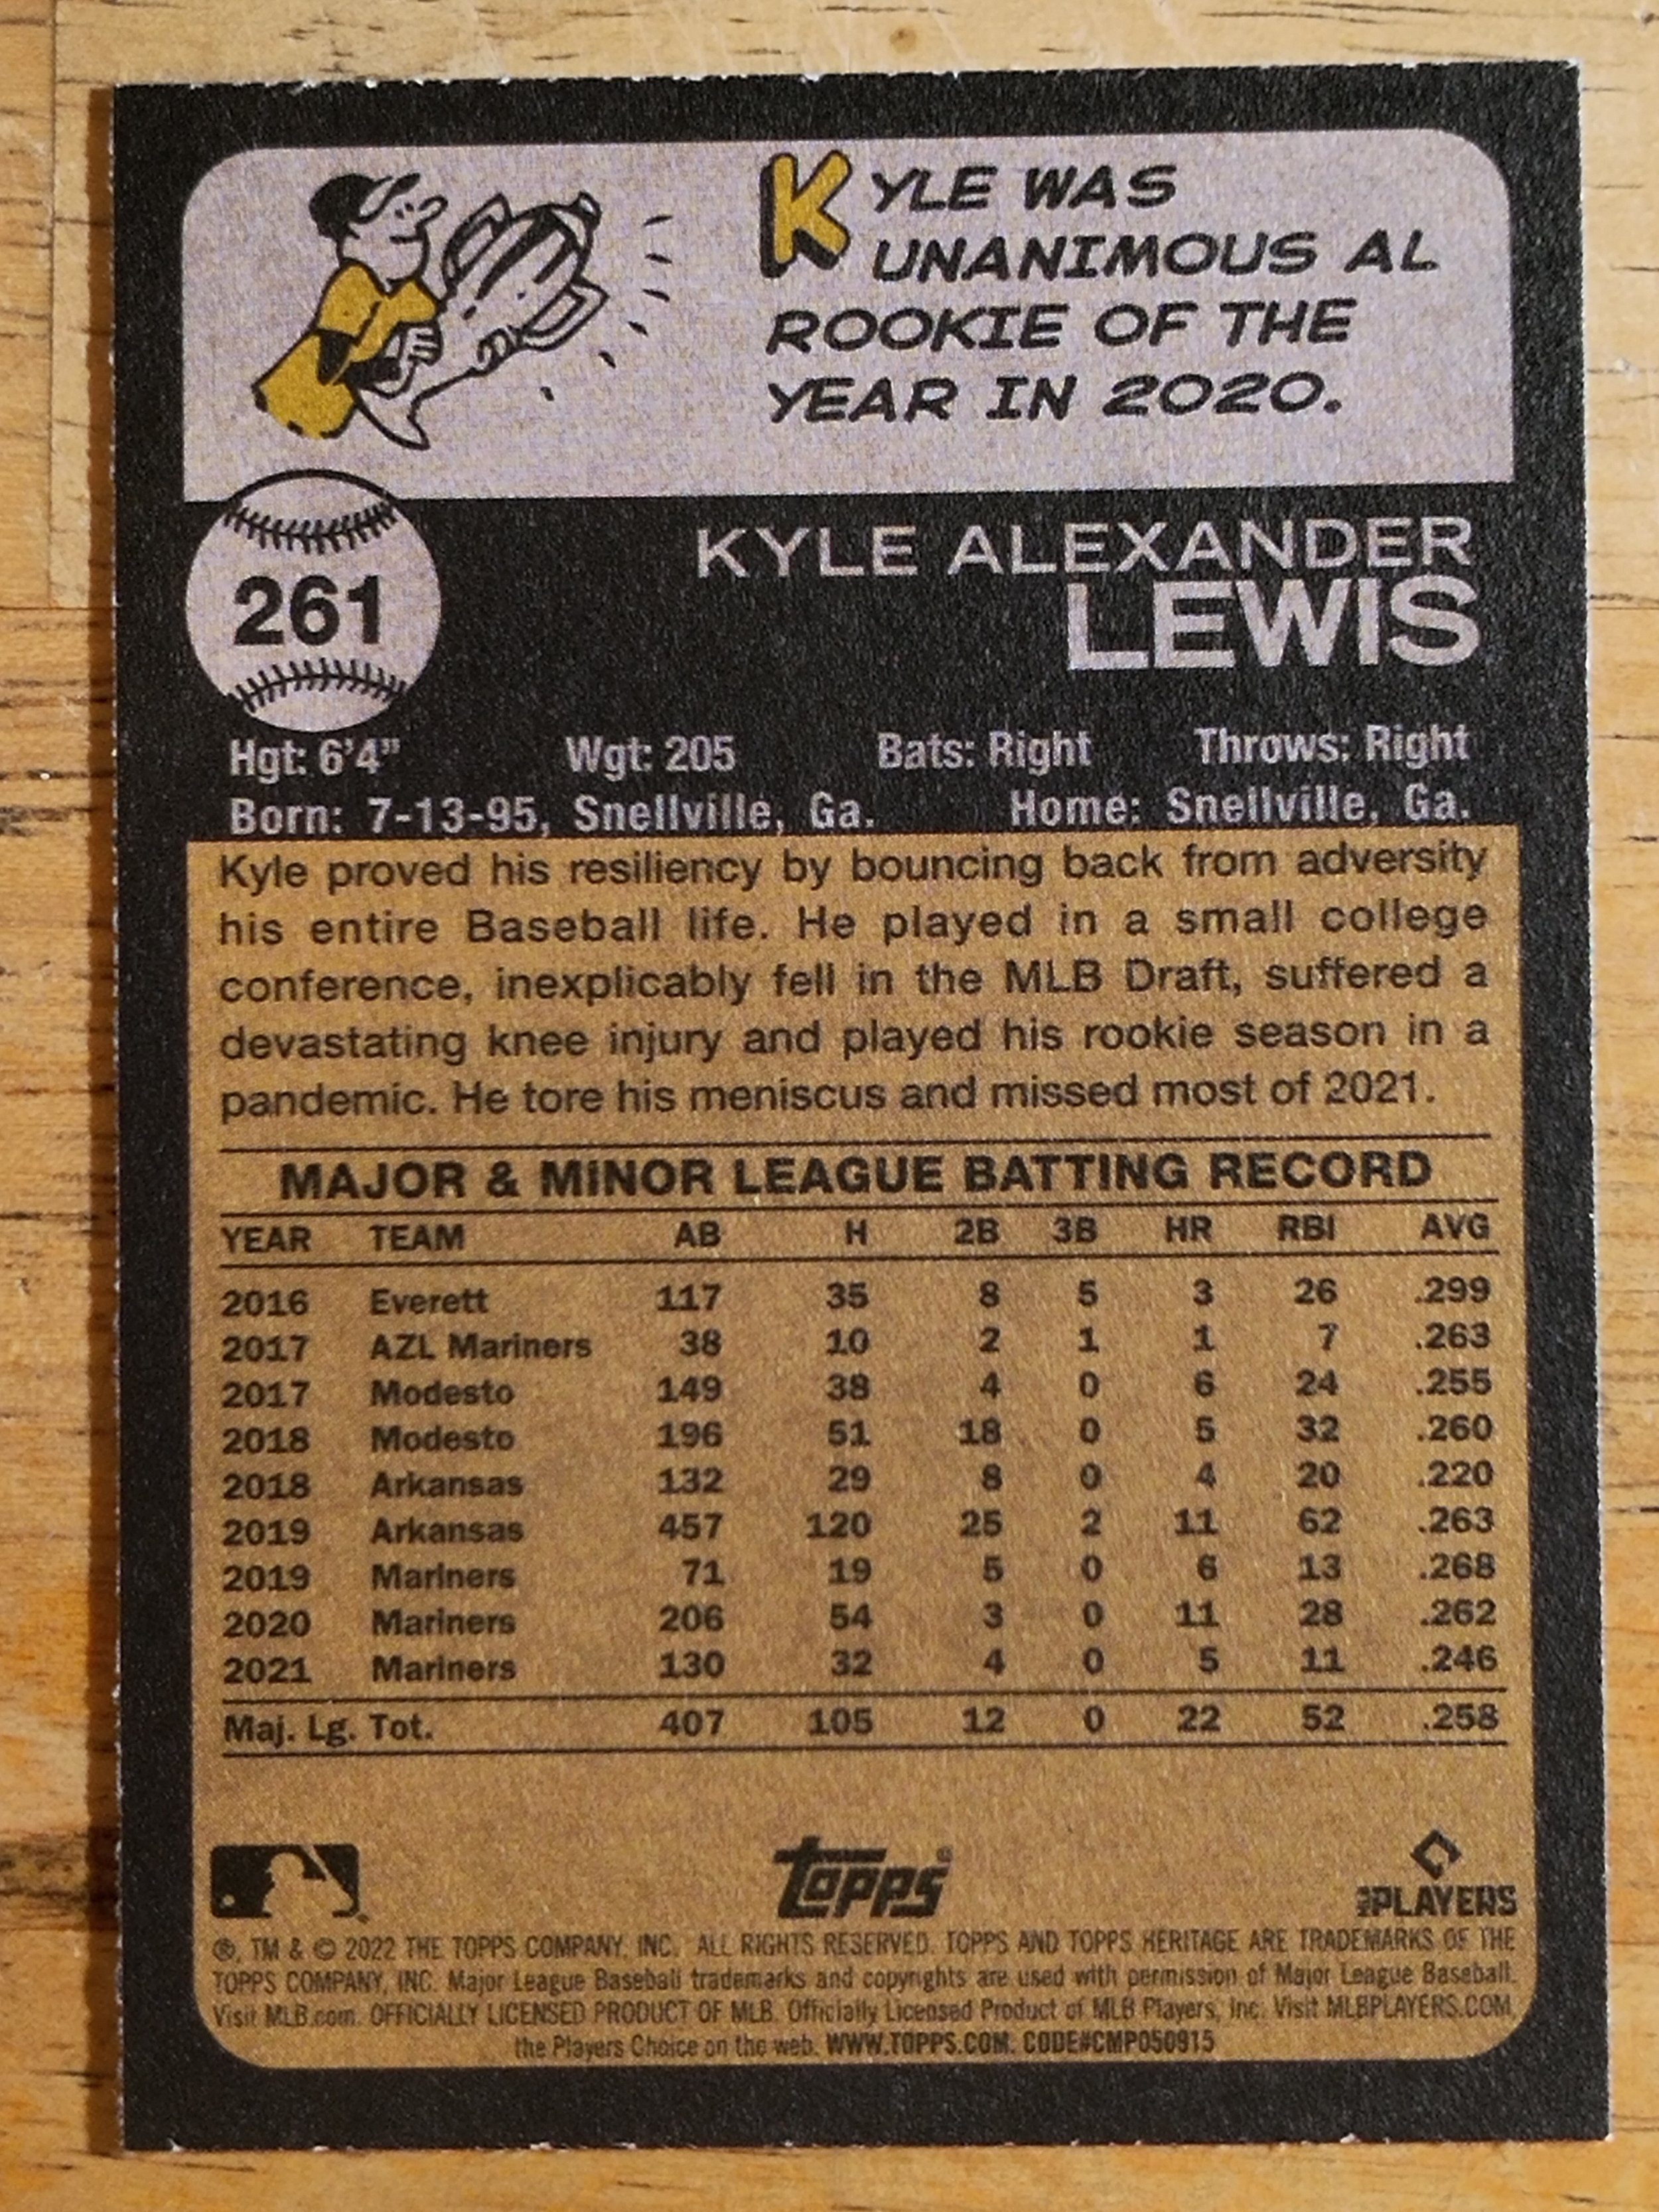 KYLE WAS
UNANIMOUS AL
ROOKIE OF THE
YEAR IN 2020.
261
KYLE ALEXANDER
LEWIS
Hgt: 6'4" Wgt: 205 Bats: Right Throws: Right
Born: 7-13-95, Snellville, Ga. Home: Snellville, Ga.
Kyle proved his resiliency by bouncing back from adversity
his entire Baseball life. He played in a small college
conference, inexplicably fell in the MLB Draft, suffered a
devastating knee injury and played his rookie season in a
pandemic. He tore his meniscus and missed most of 2021.
MAJOR & MINOR LEAGUE BATTING RECORD
YEAR TEAM AB H 2B 3B HR RBI AVG
2016 Everett 117 35 8 5 3 26 .299
2017 AZL Mariners 38 10 2 1 1 7 .263
2017 Modesto 149 38 4 0 6 24 .255
2018 Modesto 196 51 18 0 5 32 .260
2018 Arkansas 132 29 8 0 4 20 .220
2019 Arkansas 457 120 25 2 11 62 .263
2019 Mariners 71 19 5 0 6 13 .268
2020 Mariners 206 54 3 0 11 28 .262
2021 Mariners 130 32 4 0 5 11 .246
Maj. Lg. Tot. 407 105 12 0 22 52 .258
topps® PLAYERS
®, TM & © 2022 THE TOPPS COMPANY, INC. ALL RIGHTS RESERVED. TOPPS AND TOPPS HERITAGE ARE TRADEMARKS OF THE
TOPPS COMPANY, INC. Major League Baseball trademarks and copyrights are used with permission of Major League Baseball.
Visit MLB.com. OFFICIALLY LICENSED PRODUCT OF MLB. Officially Licensed Product of MLB Players, Inc. Visit MLBPLAYERS.COM,
the Players Choice on the web. WWW.TOPPS.COM. CODE#CMP050915